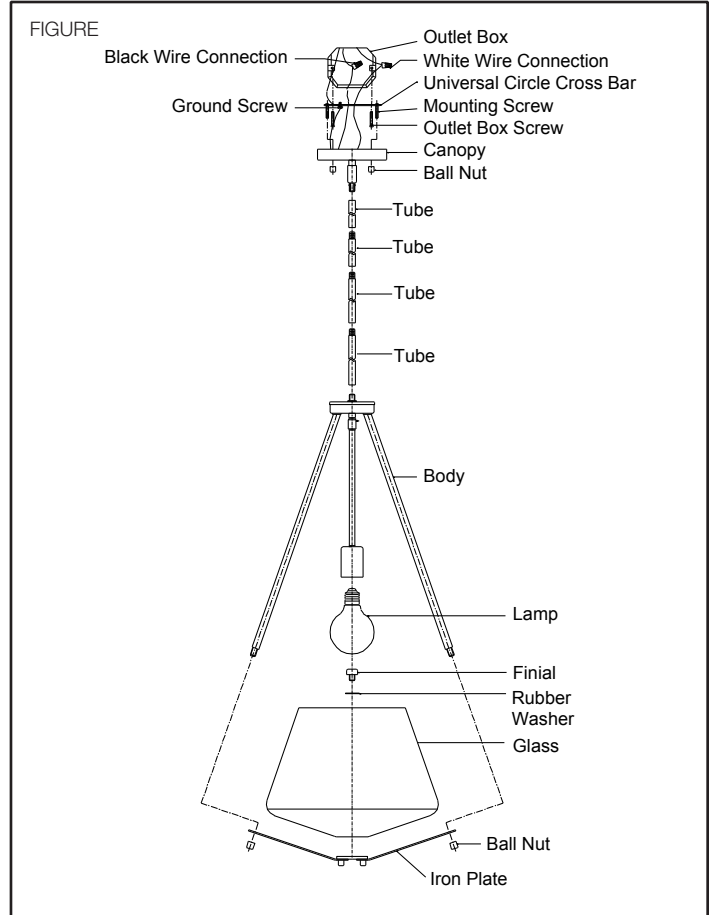 FIGURE
Outlet Box
Black Wire Connection
White Wire Connection
Universal Circle Cross Bar
Ground Screw
Mounting Screw
Outlet Box Screw
Canopy
Ball Nut
Tube
Tube
Tube
Tube
Body
Lamp
Finial
Rubber
Washer
Glass
Ball Nut
Iron Plate